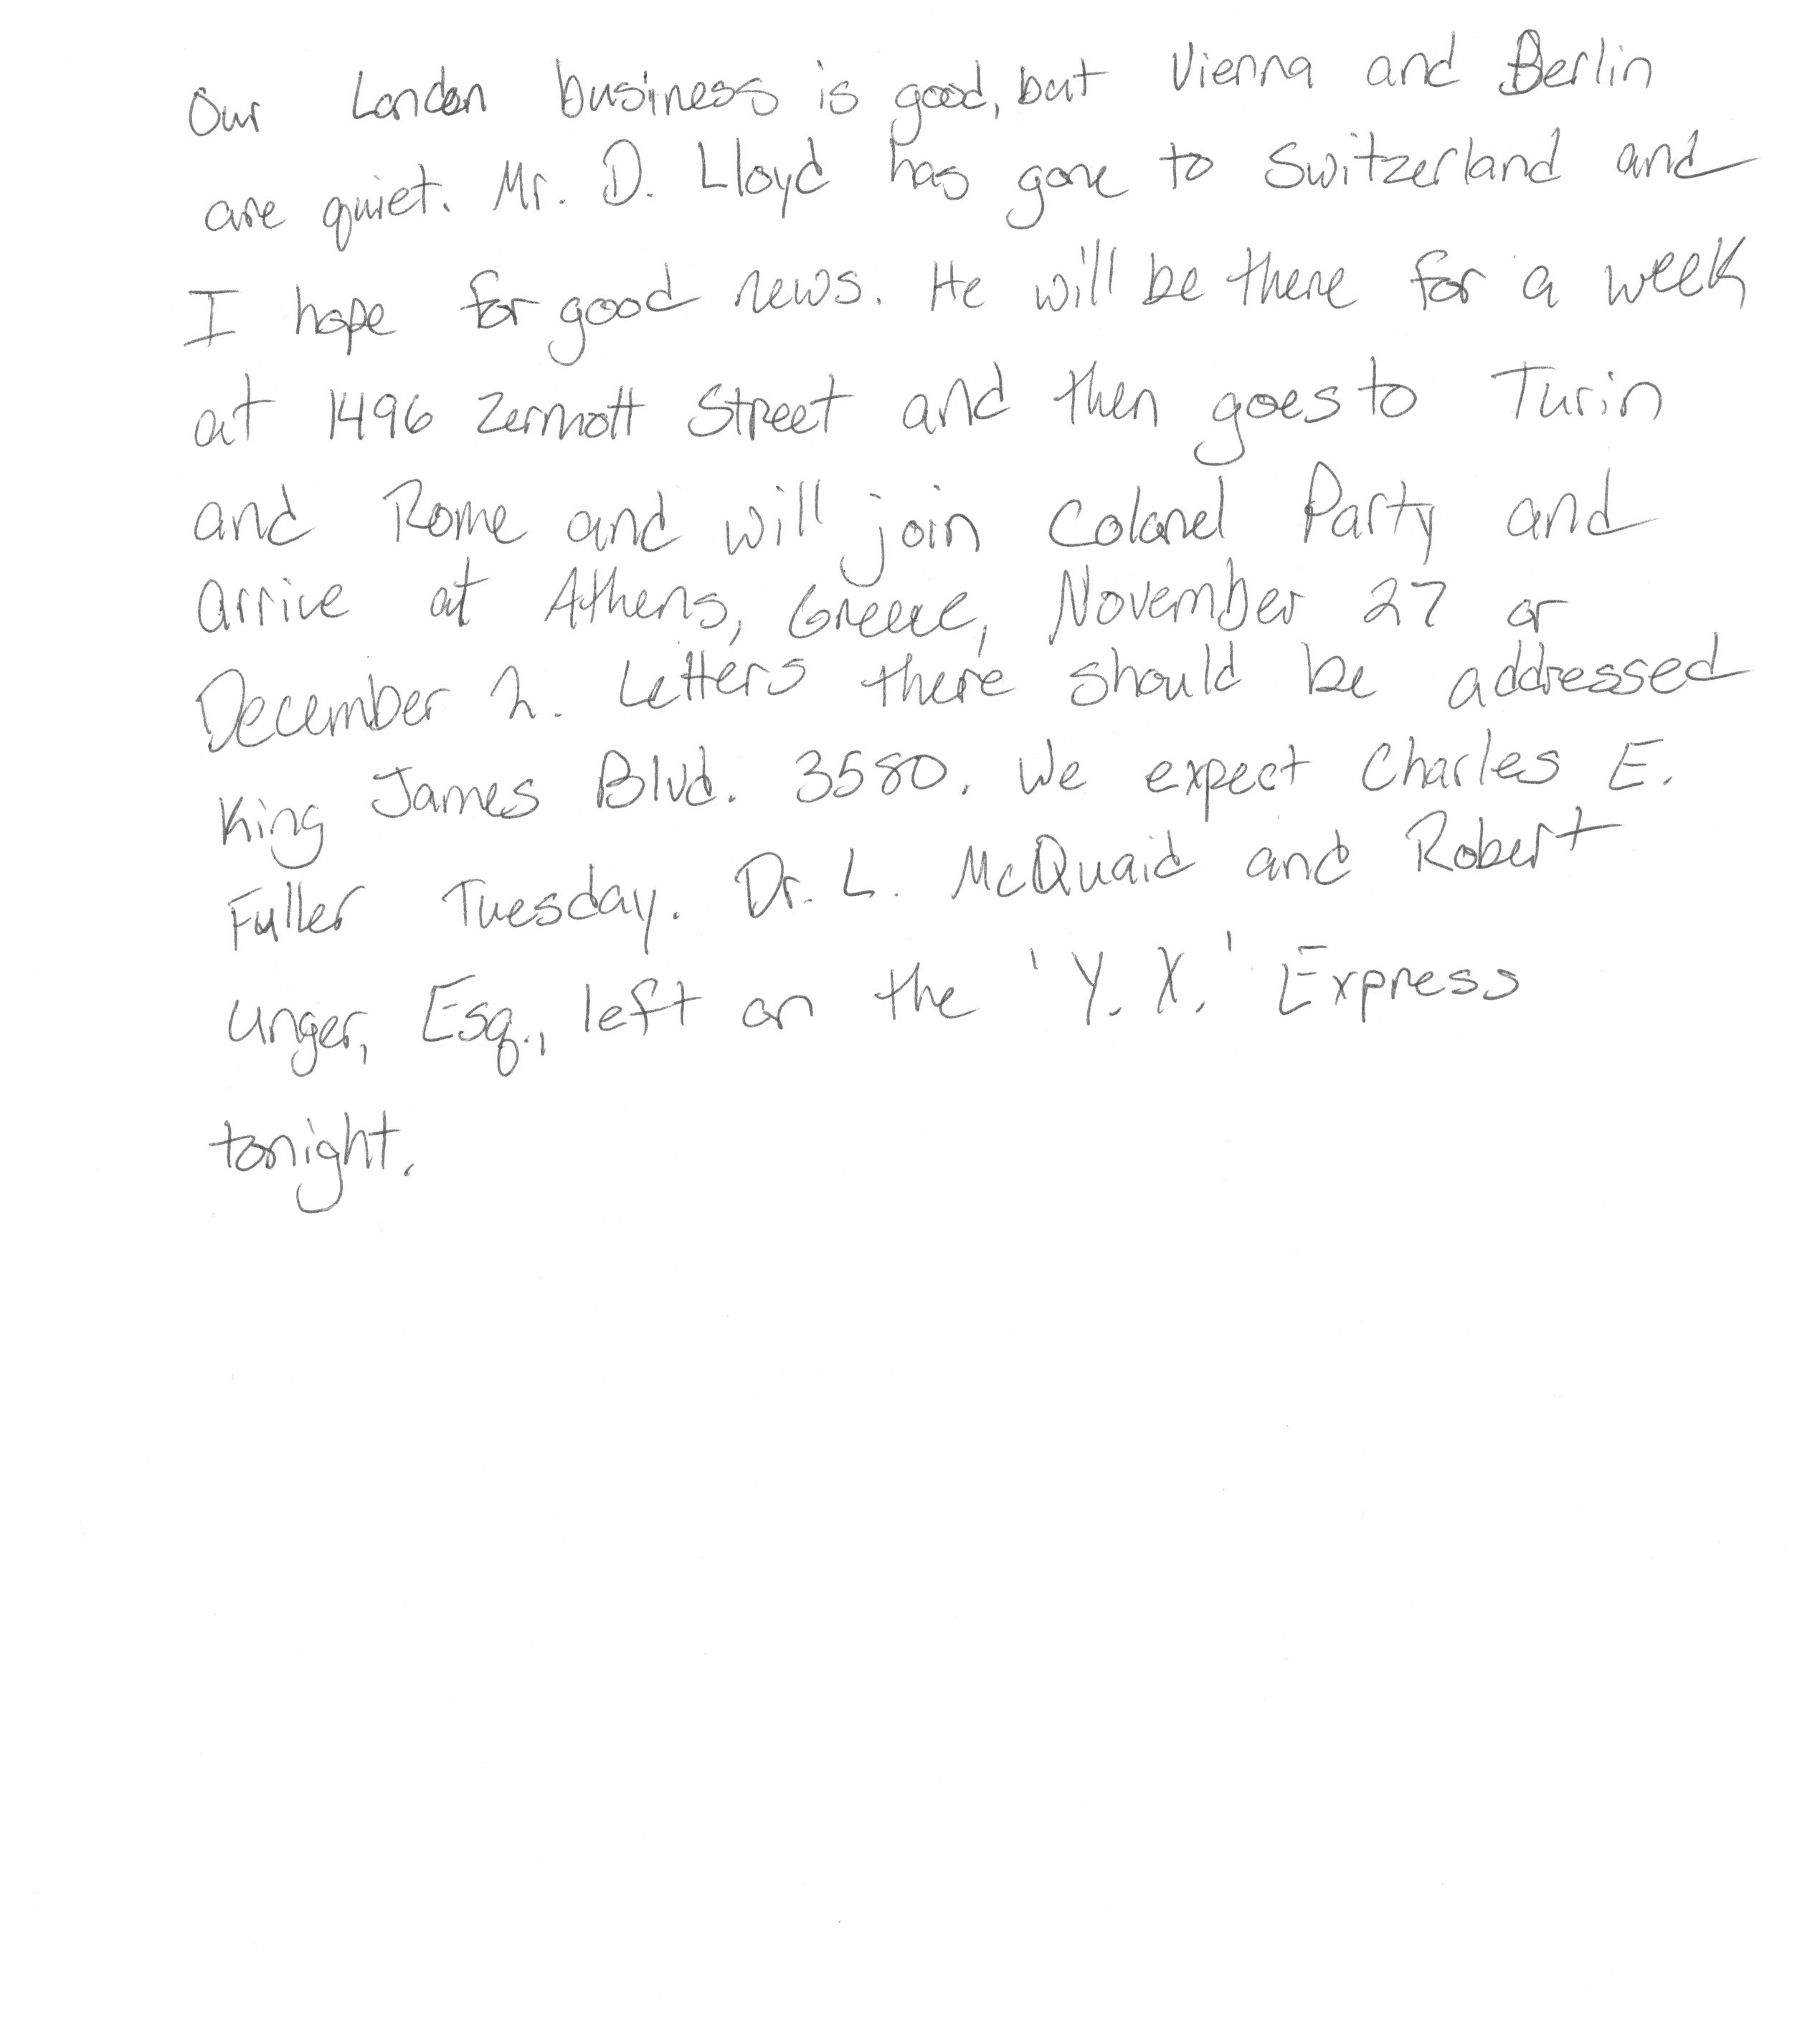 Our London business is good, but Vienna and Berlin
are quiet. Mr. D. Lloyd has gone to Switzerland and
I hope for good news. He will be there for a week
at 1496 Zermott Street and then goes to Turin
and Rome and will join Colonel Party and
arrive at Athens, Greece, November 27 or
December 2. Letters there should be addressed
King James Blvd. 3580. We expect Charles E.
Fuller Tuesday. Dr. L. McQuaid and Robert
Unger, Esq., left on the 'Y. X.' Express
tonight.